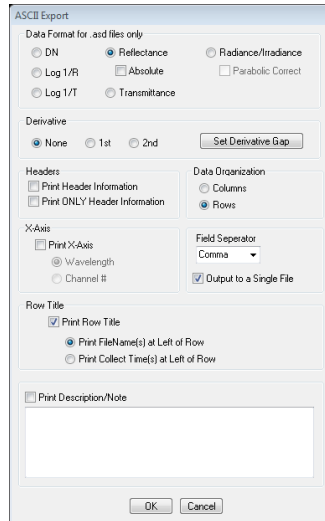 ASCII Export
Data Format for .asd files only
DN
Reflectance
Radiance/Irradiance
Log 1/R
Absolute
Parabolic Correct
Log 1/T
Transmittance
Derivative
None
1st
2nd
Set Derivative Gap
Headers
Print Header Information
Print ONLY Header Information
Data Organization
Columns
Rows
X-Axis
Print X-Axis
Wavelength
Channel #
Field Seperator
Comma
Output to a Single File
Row Title
Print Row Title
Print FileName(s) at Left of Row
Print Collect Time(s) at Left of Row
Print Description/Note
OK
Cancel